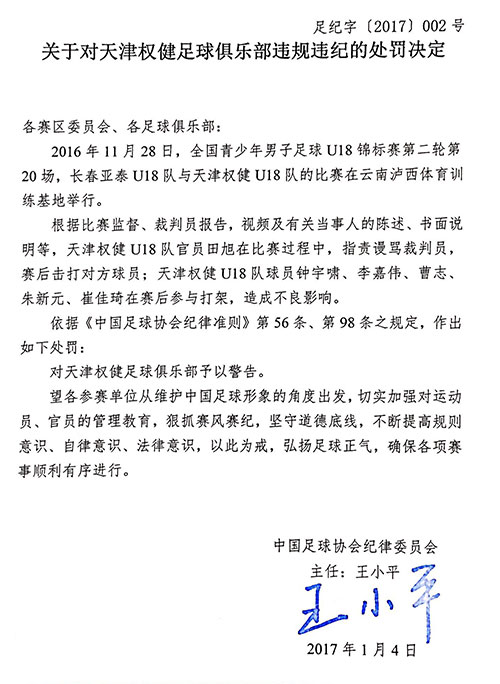 足纪字〔2017〕002 号
关于对天津权健足球俱乐部违规违纪的处罚决定
各赛区委员会、各足球俱乐部：
2016 年 11 月 28 日，全国青少年男子足球 U18 锦标赛第二轮第
20 场，长春亚泰 U18 队与天津权健 U18 队的比赛在云南泸西体育训
练基地举行。
根据比赛监督、裁判员报告，视频及有关当事人的陈述、书面说
明等，天津权健 U18 队官员田旭在比赛过程中，指责谩骂裁判员，
赛后击打对方球员；天津权健 U18 队球员钟宇啸、李嘉伟、曹志、
朱新元、崔佳琦在赛后参与打架，造成不良影响。
依据《中国足球协会纪律准则》第 56 条、第 98 条之规定，作出
如下处罚：
对天津权健足球俱乐部予以警告。
望各参赛单位从维护中国足球形象的角度出发，切实加强对运动
员、官员的管理教育，狠抓赛风赛纪，坚守道德底线，不断提高规则
意识、自律意识、法律意识，以此为戒，弘扬足球正气，确保各项赛
事顺利有序进行。
中国足球协会纪律委员会
主任：王小平
王小平
2017 年 1 月 4 日